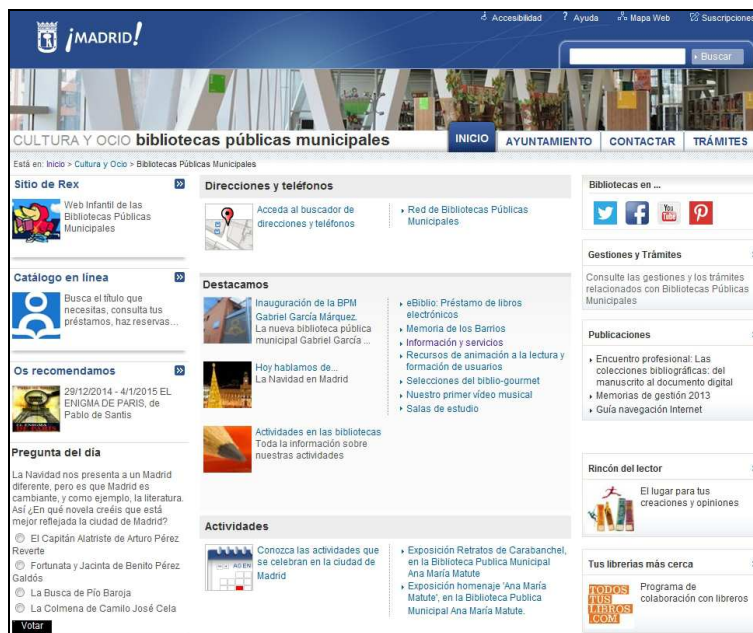 Accesibilidad ? Ayuda Mapa Web Suscripciones
¡MADRID!
Buscar
CULTURA Y OCIO bibliotecas públicas municipales
INICIO AYUNTAMIENTO CONTACTAR TRÁMITES
Está en: Inicio > Cultura y Ocio > Bibliotecas Públicas Municipales
Sitio de Rex
Web Infantil de las
Bibliotecas Públicas
Municipales
Catálogo en línea
Busca el título que
necesitas, consulta tus
préstamos, haz reservas...
Os recomendamos
29/12/2014 - 4/1/2015 EL
ENIGMA DE PARIS, de
Pablo de Santis
Pregunta del día
La Navidad nos presenta a un Madrid
diferente, pero es que Madrid es
cambiante, y como ejemplo, la literatura.
Así ¿En qué novela creéis que está
mejor reflejada la ciudad de Madrid?
El Capitán Alatriste de Arturo Pérez
Reverte
Fortunata y Jacinta de Benito Pérez
Galdós
La Busca de Pío Baroja
La Colmena de Camilo José Cela
Votar
Direcciones y teléfonos
Acceda al buscador de
direcciones y teléfonos
Red de Bibliotecas Públicas
Municipales
Destacamos
Inauguración de la BPM
Gabriel García Márquez.
La nueva biblioteca pública
municipal Gabriel García ...
Hoy hablamos de...
La Navidad en Madrid
Actividades en las bibliotecas
Toda la información sobre
nuestras actividades
eBiblio: Préstamo de libros
electrónicos
Memoria de los Barrios
Información y servicios
Recursos de animación a la lectura y
formación de usuarios
Selecciones del biblio-gourmet
Nuestro primer vídeo musical
Salas de estudio
Actividades
Conozca las actividades que
se celebran en la ciudad de
Madrid
Exposición Retratos de Carabanchel,
en la Biblioteca Publica Municipal
Ana María Matute
Exposición homenaje 'Ana María
Matute', en la Biblioteca Publica
Municipal Ana María Matute.
Bibliotecas en ...
You
Tube
Gestiones y Trámites
Consulte las gestiones y los trámites
relacionados con Bibliotecas Públicas
Municipales
Publicaciones
Encuentro profesional: Las
colecciones bibliográficas: del
manuscrito al documento digital
Memorias de gestión 2013
Guía navegación Internet
Rincón del lector
El lugar para tus
creaciones y opiniones
Tus librerías más cerca
TODOS
TUS
LIBROS
.COM
Programa de
colaboración con libreros